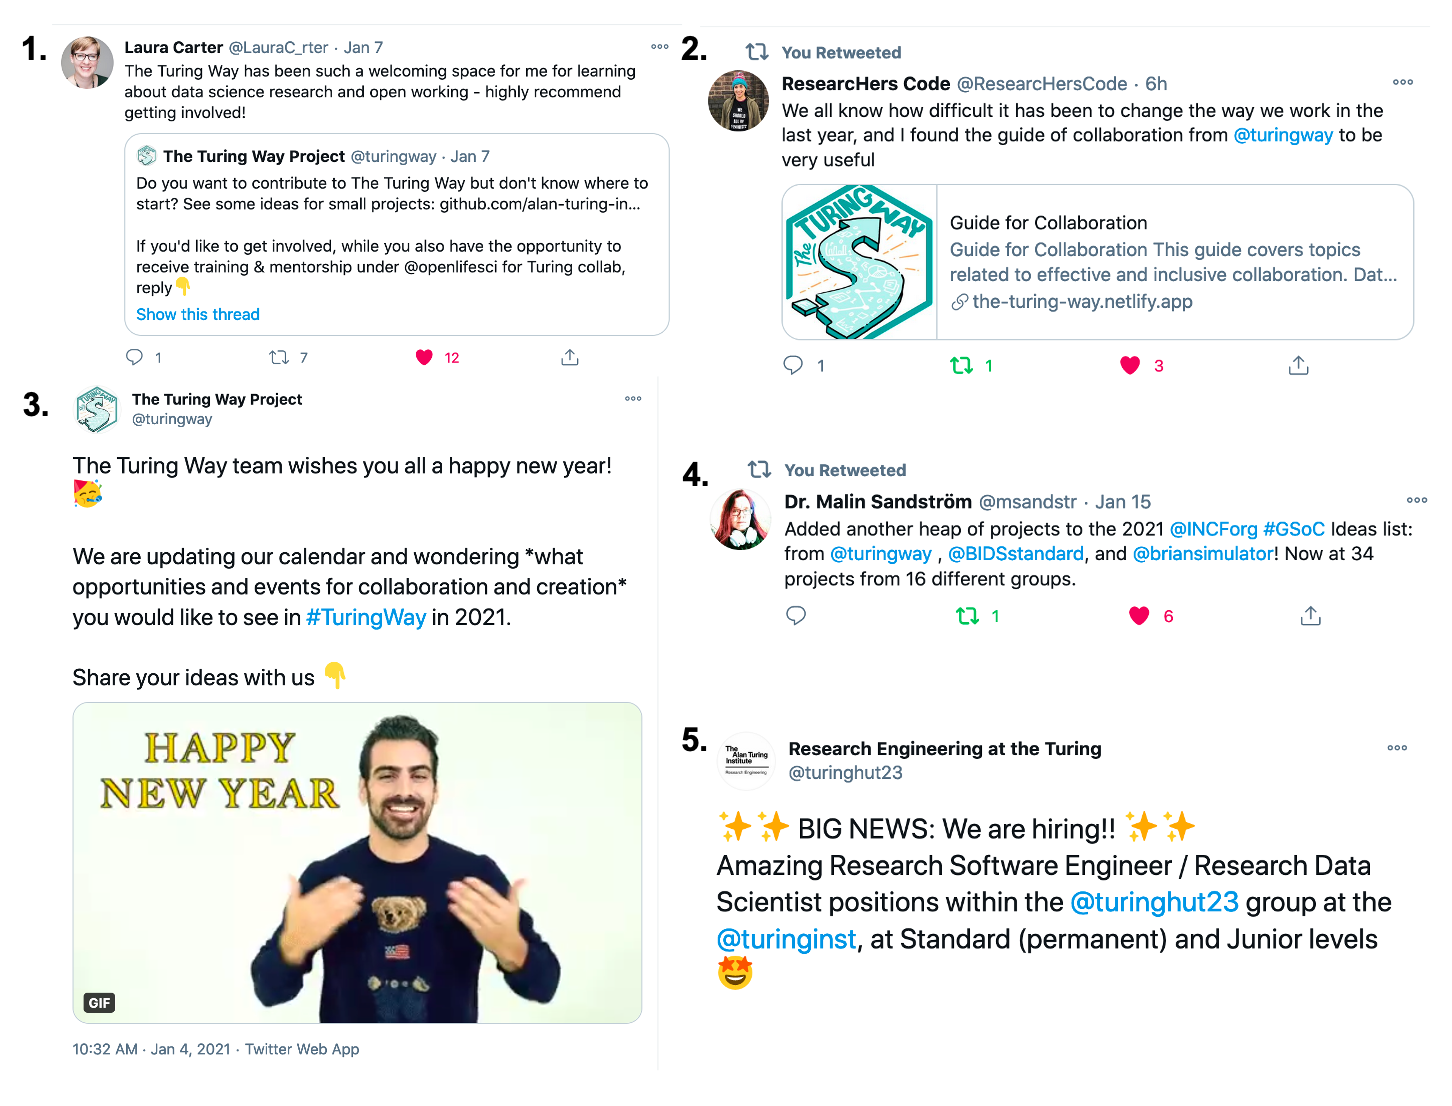 1.
Laura Carter @LauraC_rter · Jan 7
The Turing Way has been such a welcoming space for me for learning
about data science research and open working - highly recommend
getting involved!
The Turing Way Project @turingway · Jan 7
Do you want to contribute to The Turing Way but don't know where to
start? See some ideas for small projects: github.com/alan-turing-in...
If you'd like to get involved, while you also have the opportunity to
receive training & mentorship under @openlifesci for Turing collab,
reply👇
Show this thread
1 7 12
2.
You Retweeted
ResearcHers Code @ResearcHersCode · 6h
We all know how difficult it has been to change the way we work in the
last year, and I found the guide of collaboration from @turingway to be
very useful
The TURING WAY
Guide for Collaboration
Guide for Collaboration This guide covers topics
related to effective and inclusive collaboration. Dat...
the-turing-way.netlify.app
1 1 3
3.
The Turing Way Project
@turingway
The Turing Way team wishes you all a happy new year!
🥳
We are updating our calendar and wondering *what
opportunities and events for collaboration and creation*
you would like to see in #TuringWay in 2021.
Share your ideas with us 👇
HAPPY
NEW YEAR
GIF
10:32 AM · Jan 4, 2021 · Twitter Web App
4.
You Retweeted
Dr. Malin Sandström @msandstr · Jan 15
Added another heap of projects to the 2021 @INCForg #GSoC Ideas list:
from @turingway , @BIDSstandard, and @briansimulator! Now at 34
projects from 16 different groups.
1 6
5.
The
Alan Turing
Institute
Research Engineering
Research Engineering at the Turing
@turinghut23
✨✨ BIG NEWS: We are hiring!! ✨✨
Amazing Research Software Engineer / Research Data
Scientist positions within the @turinghut23 group at the
@turinginst, at Standard (permanent) and Junior levels
🤩